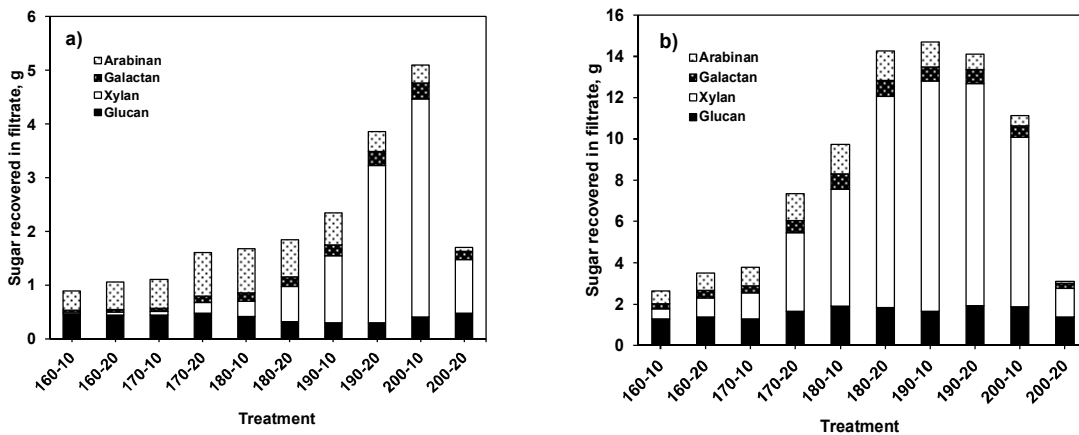 a)
Arabinan
Galactan
Xylan
Glucan
Sugar recovered in filtrate, g
6
5
4
3
2
1
0
160-10
160-20
170-10
170-20
180-10
180-20
190-10
190-20
200-10
200-20
Treatment
b)
Arabinan
Galactan
Xylan
Glucan
Sugar recovered in filtrate, g
16
14
12
10
8
6
4
2
0
160-10
160-20
170-10
170-20
180-10
180-20
190-10
190-20
200-10
200-20
Treatment